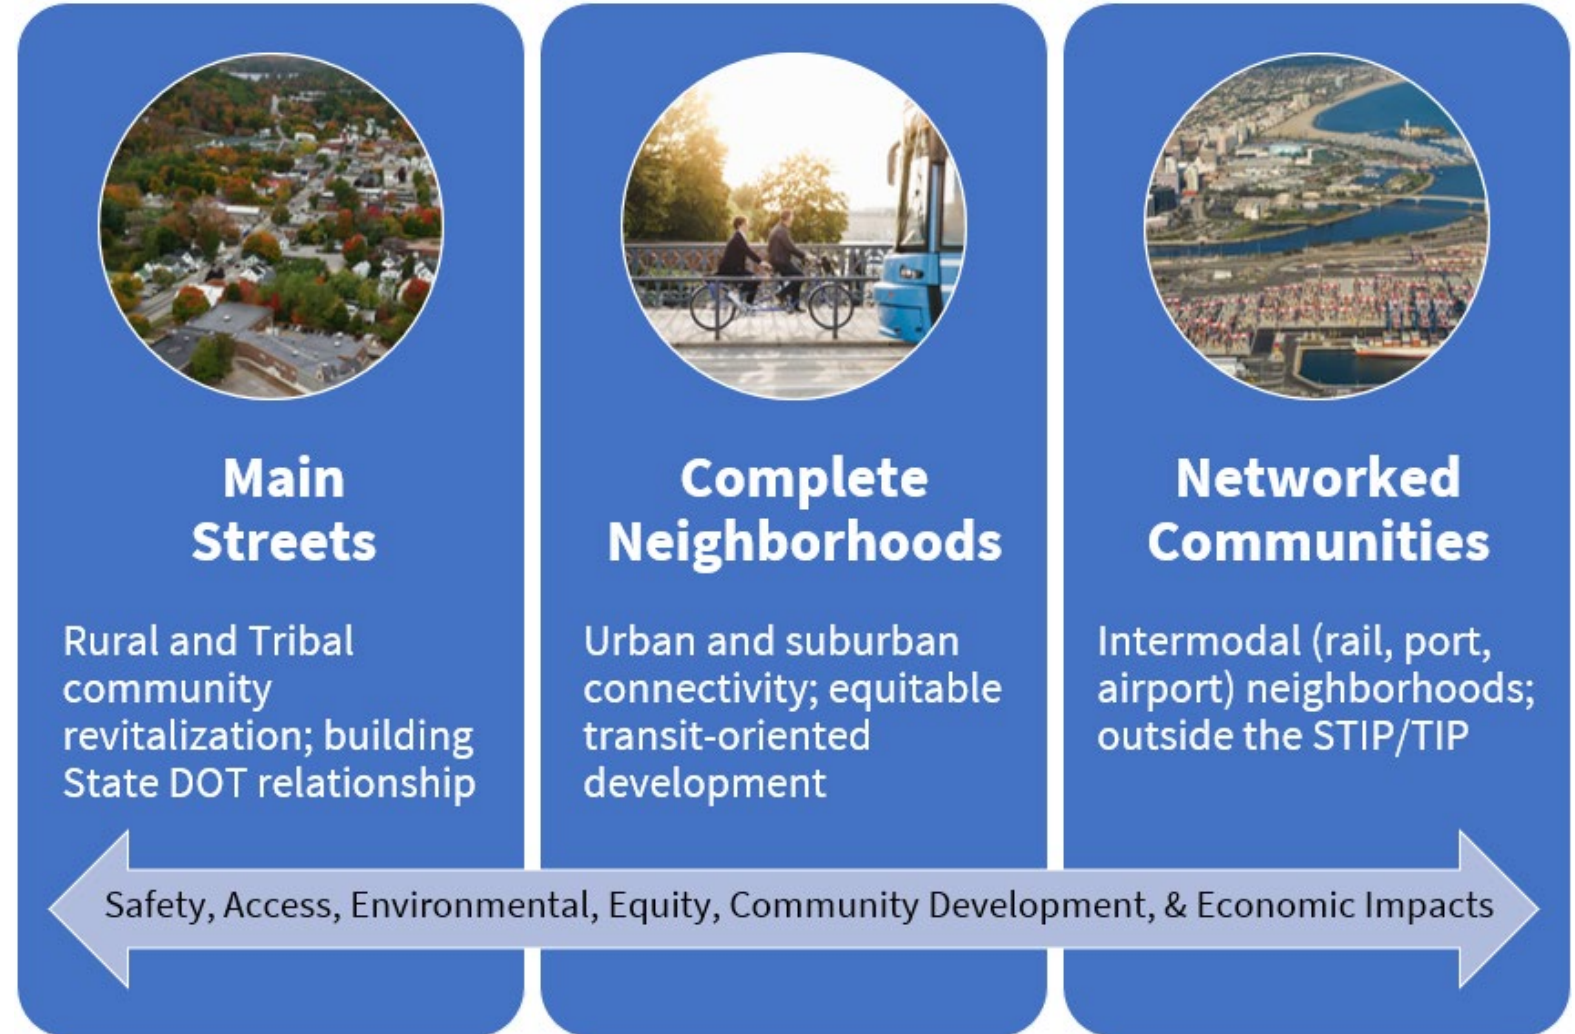 Main
Streets
Rural and Tribal
community
revitalization; building
State DOT relationship
Complete
Neighborhoods
Urban and suburban
connectivity; equitable
transit-oriented
development
Networked
Communities
Intermodal (rail, port,
airport) neighborhoods;
outside the STIP/TIP
Safety, Access, Environmental, Equity, Community Development, & Economic Impacts